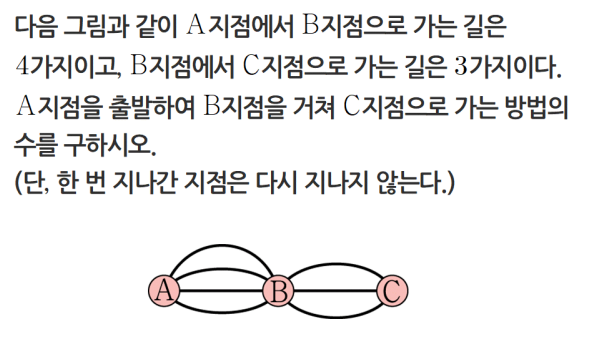 다음 그림과 같이 A지점에서 B지점으로 가는 길은
4가지이고, B지점에서 C지점으로 가는 길은 3가지이다.
A지점을 출발하여 B지점을 거쳐 C지점으로 가는 방법의
수를 구하시오.
(단, 한 번 지나간 지점은 다시 지나지 않는다.)
A B C